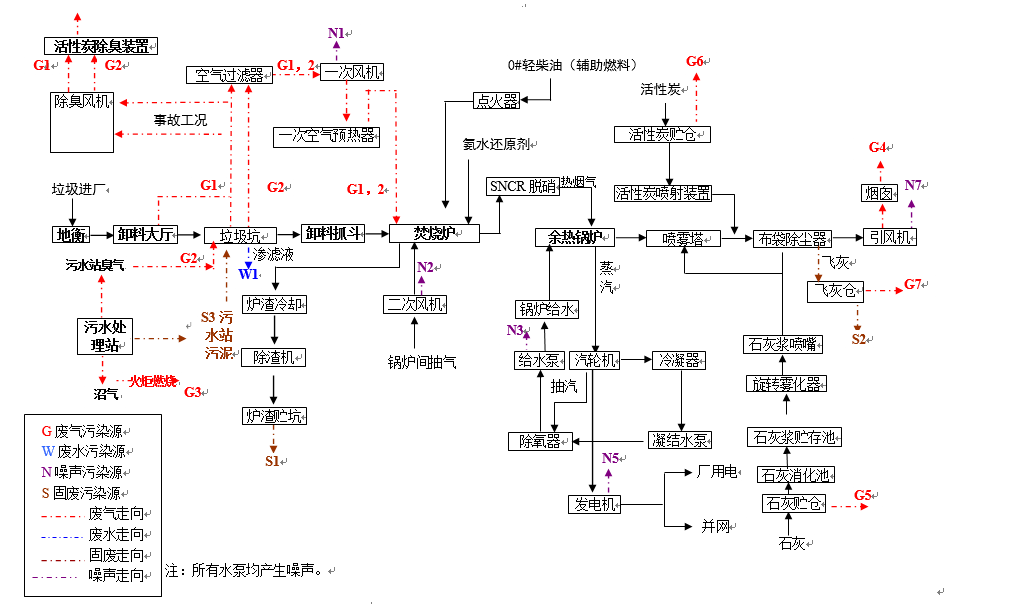 活性炭除臭装置
G1
G2
除臭风机
事故工况
空气过滤器
G1，2
N1
一次风机
一次空气预热器
0#轻柴油（辅助燃料）
点火器
氨水还原剂
活性炭
G6
活性炭贮仓
活性炭喷射装置
G4
烟囱
N7
垃圾进厂
G1
G2
G1，2
SNCR 脱硝
热烟气
地衡
卸料大厅
垃圾坑
卸料抓斗
焚烧炉
余热锅炉
喷雾塔
布袋除尘器
引风机
污水站臭气
G2
渗滤液
W1
N2
蒸
汽
飞灰
飞灰仓
G7
S2
污水处
理站
S3 污
水站
污泥
炉渣冷却
二次风机
锅炉间抽气
锅炉给水
N3
给水泵
汽轮机
冷凝器
石灰浆喷嘴
旋转雾化器
除渣机
火炬燃烧
沼气
G3
抽汽
炉渣贮坑
S1
除氧器
凝结水泵
石灰浆贮存池
N5
厂用电
石灰消化池
发电机
石灰贮仓
G5
并网
石灰
G 废气污染源
W 废水污染源
N 噪声污染源
S 固废污染源
废气走向
废水走向
固废走向
噪声走向
注：所有水泵均产生噪声。